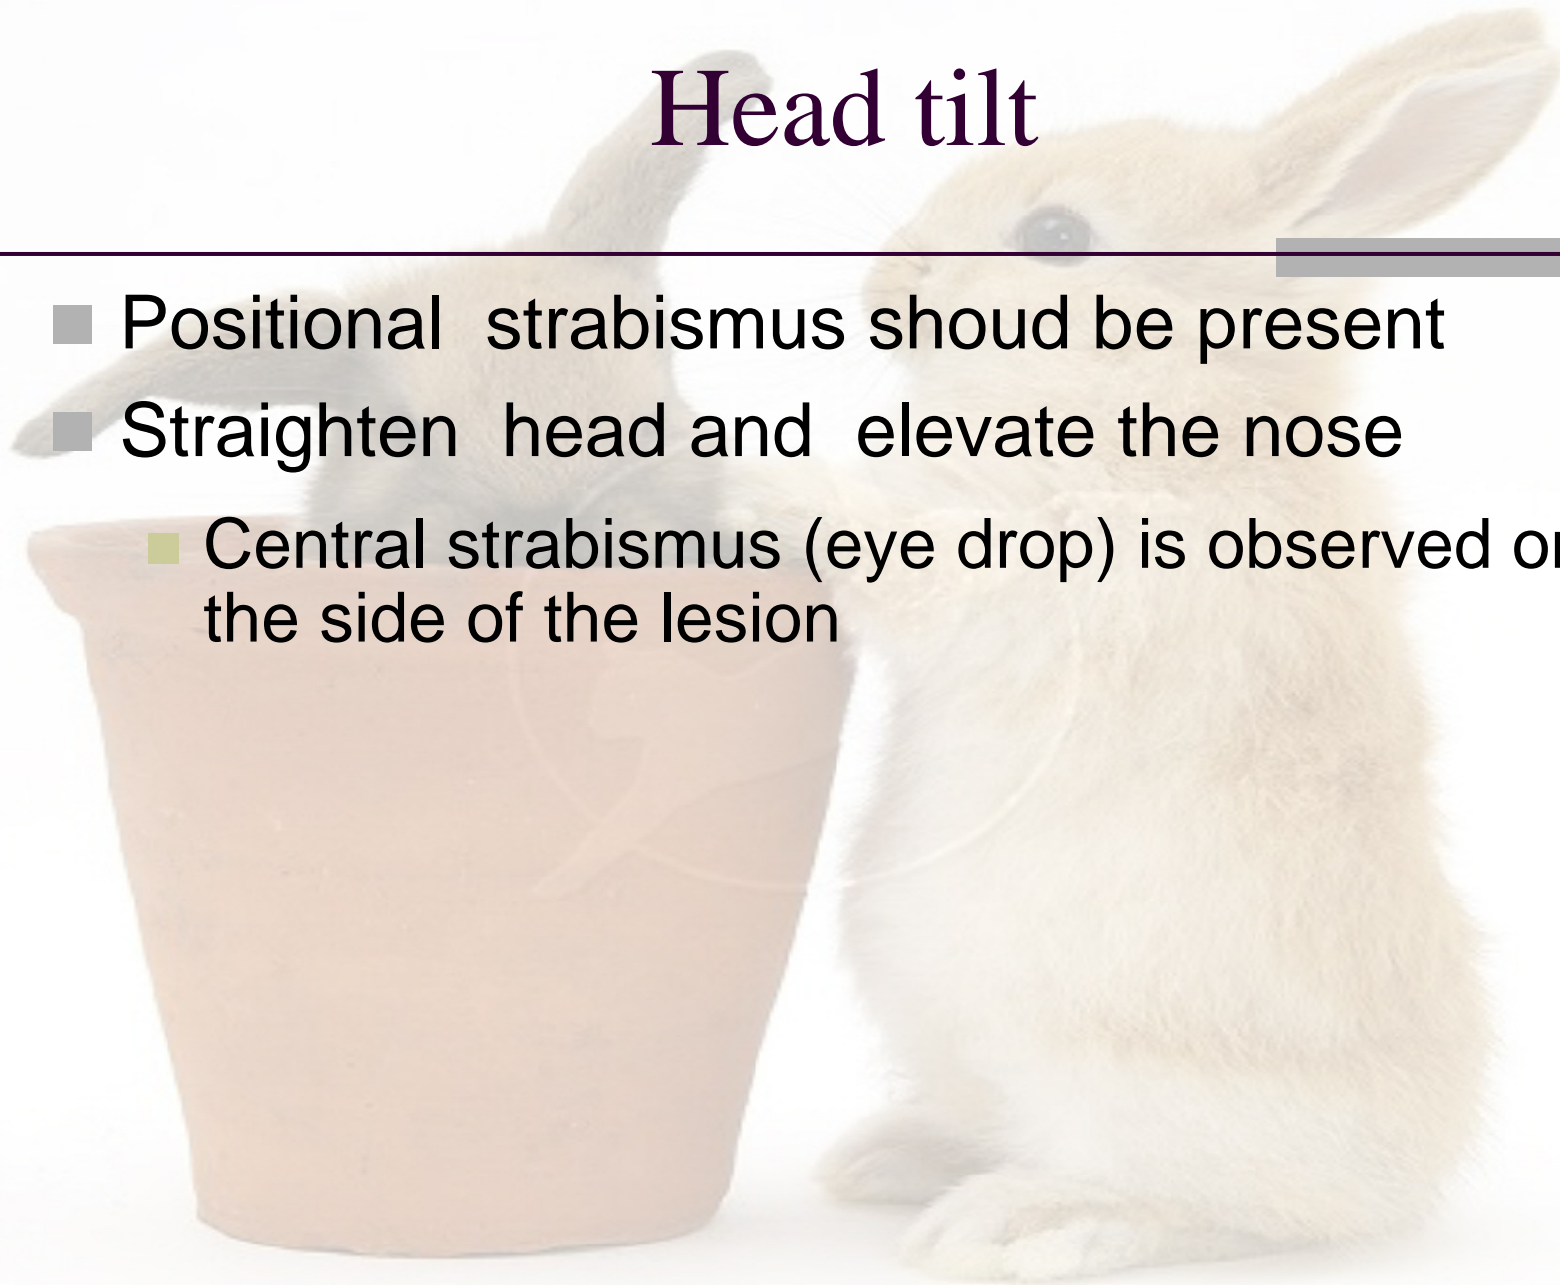 Head tilt
Positional strabismus shoud be present
Straighten head and elevate the nose
Central strabismus (eye drop) is observed
the side of the lesion